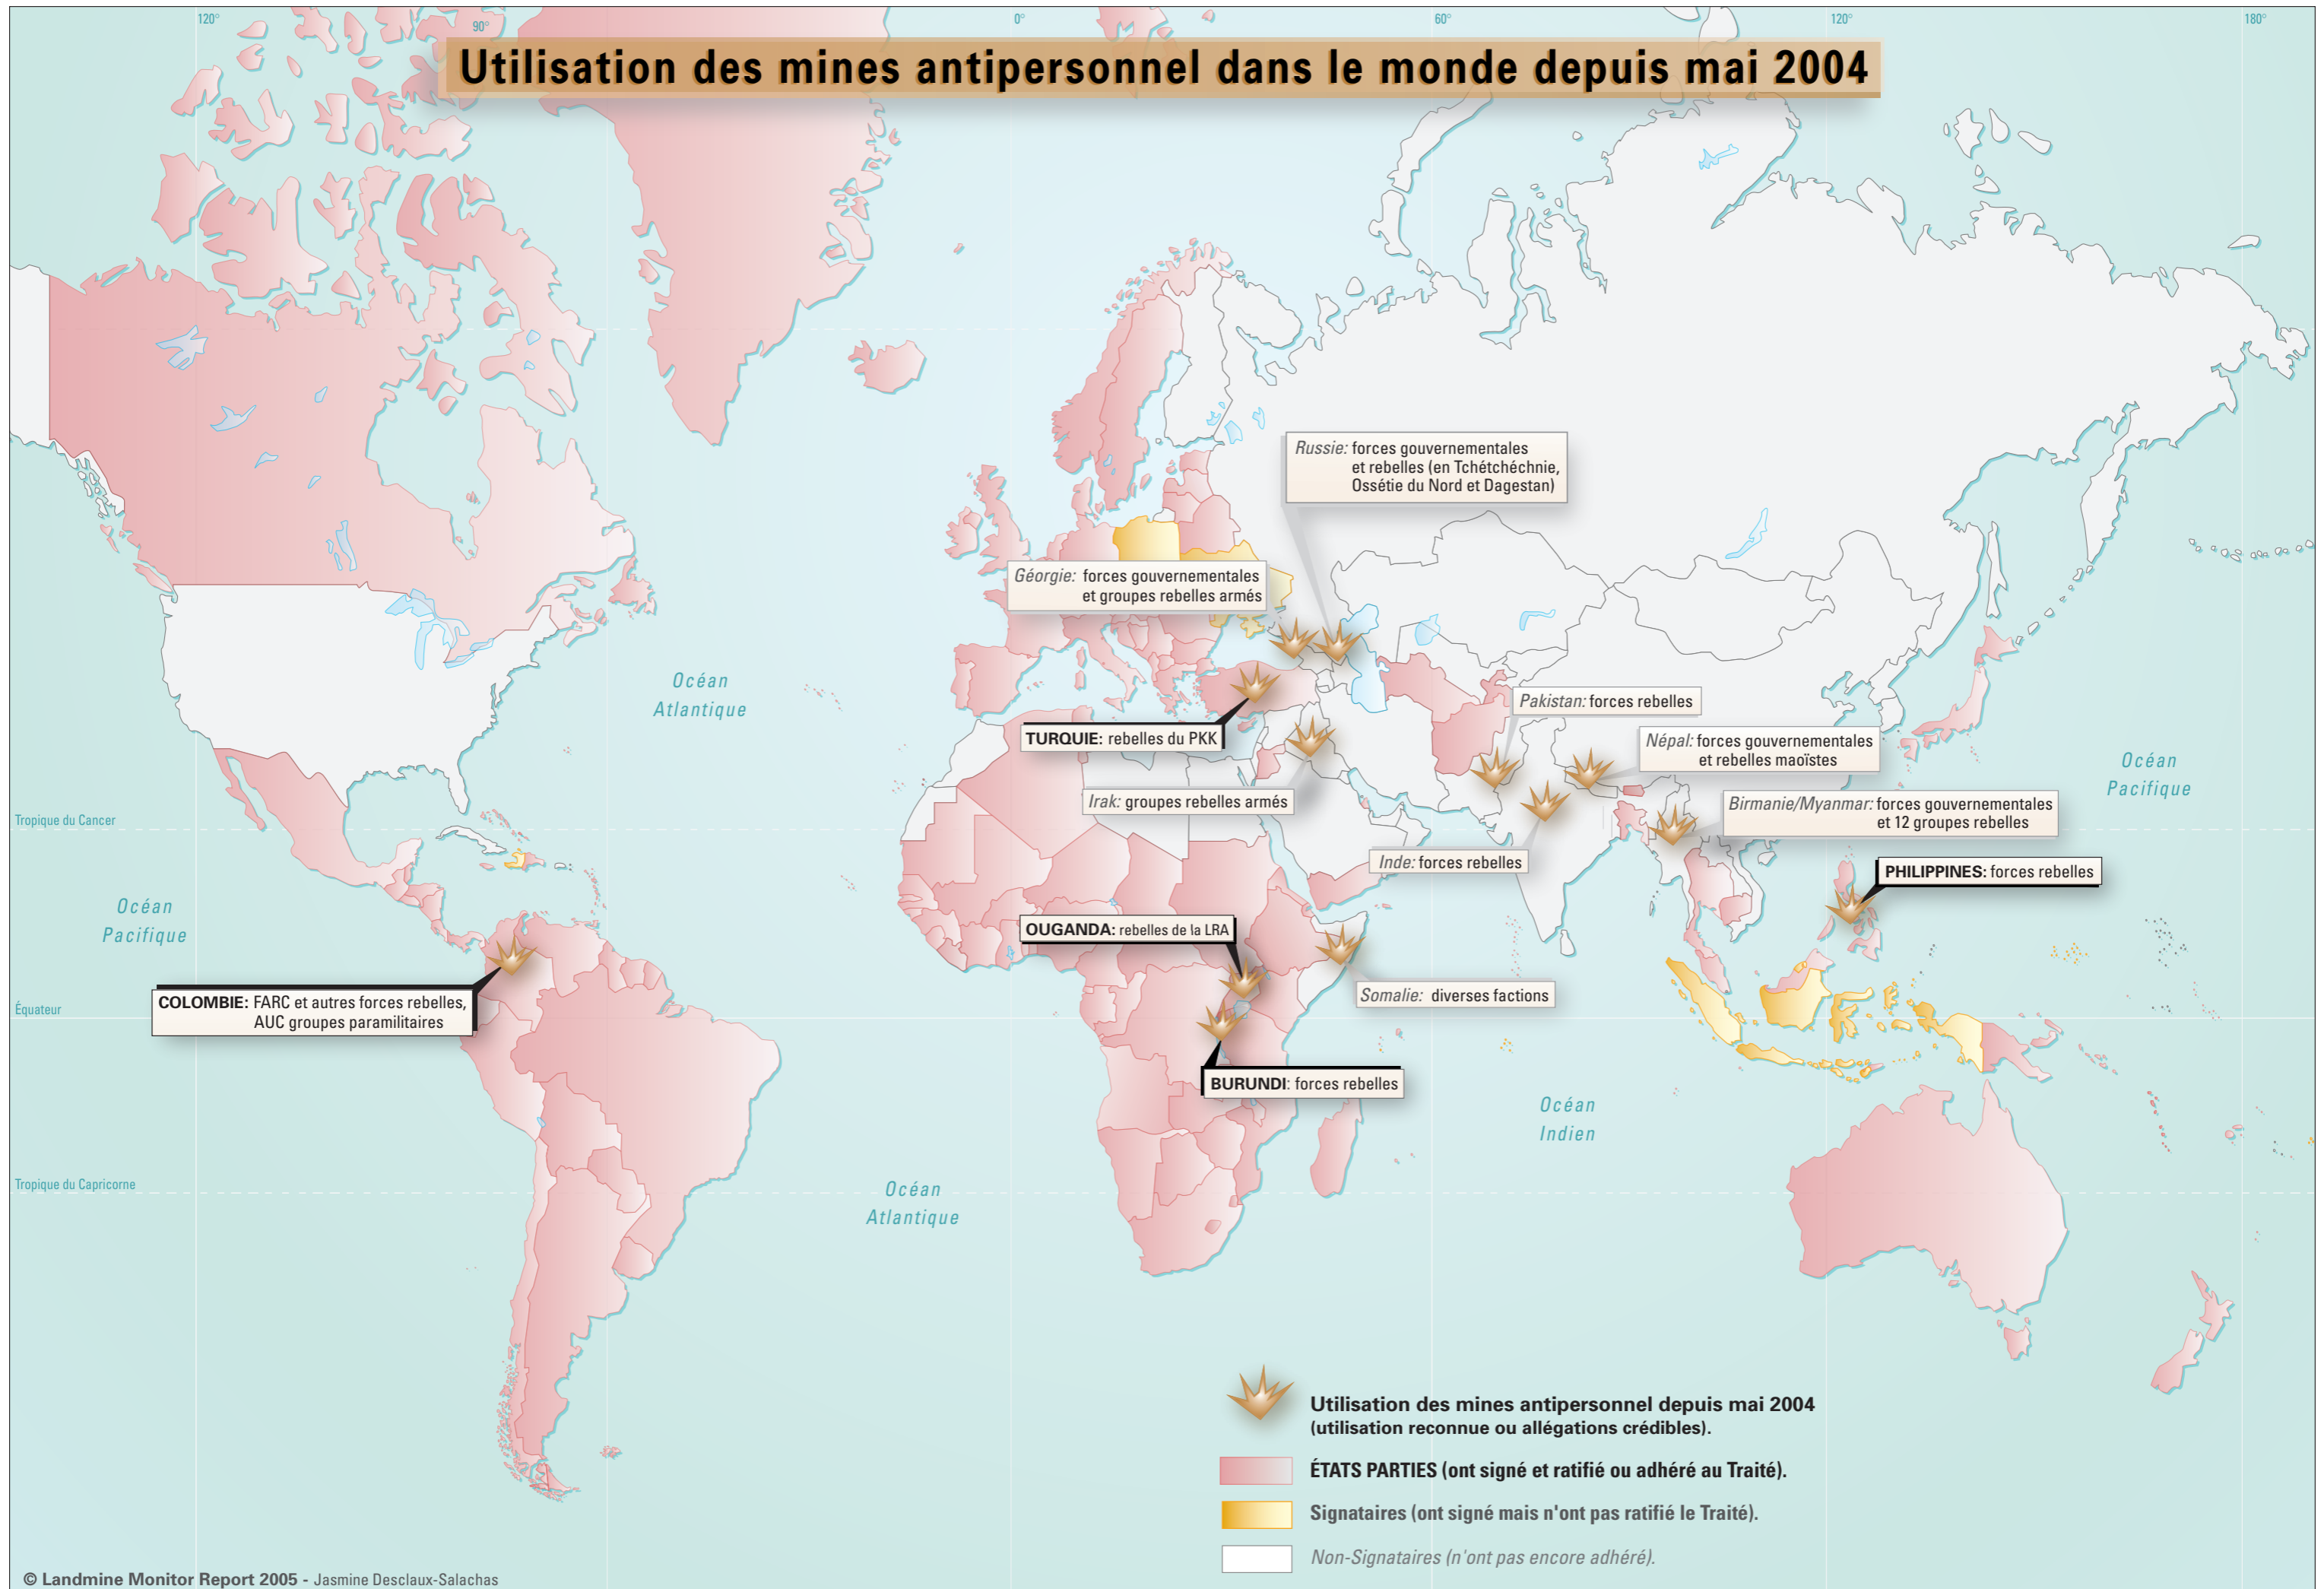 120°
90°
0°
60°
120°
180°
Utilisation des mines antipersonnel dans le monde depuis mai 2004
Russie: forces gouvernementales
et rebelles (en Tchétchéchnie,
Ossétie du Nord et Dagestan)
Géorgie: forces gouvernementales
et groupes rebelles armés
Océan
Atlantique
Pakistan: forces rebelles
TURQUIE: rebelles du PKK
Népal: forces gouvernementales
et rebelles maoïstes
Océan
Pacifique
Irak: groupes rebelles armés
Birmanie/Myanmar: forces gouvernementales
et 12 groupes rebelles
Tropique du Cancer
Inde: forces rebelles
PHILIPPINES: forces rebelles
Océan
Pacifique
OUGANDA: rebelles de la LRA
COLOMBIE: FARC et autres forces rebelles,
AUC groupes paramilitaires
Somalie: diverses factions
Équateur
BURUNDI: forces rebelles
Océan
Indien
Tropique du Capricorne
Océan
Atlantique
Utilisation des mines antipersonnel depuis mai 2004
(utilisation reconnue ou allégations crédibles).
ÉTATS PARTIES (ont signé et ratifié ou adhéré au Traité).
Signataires (ont signé mais n'ont pas ratifié le Traité).
Non-Signataires (n'ont pas encore adhéré).
© Landmine Monitor Report 2005 - Jasmine Desclaux-Salachas